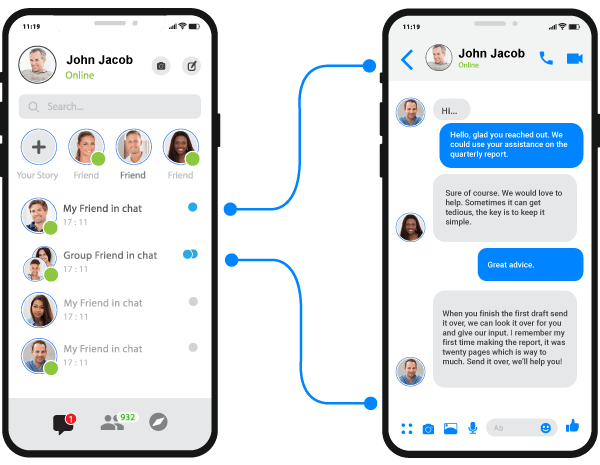 11:19
John Jacob
Online
Search...
Your Story
Friend
Friend
Friend
My Friend in chat
17 : 11
Group Friend in chat
17 : 11
My Friend in chat
17 : 11
My Friend in chat
17 : 11
1
932
11:19
John Jacob
Online
Hi...
Hello, glad you reached out. We
could use your assistance on the
quarterly report.
Sure of course. We would love to
help. Sometimes it can get
tedious, the key is to keep it
simple.
Great advice.
When you finish the first draft send
it over, we can look it over for you
and give our input. I remember my
first time making the report, it was
twenty pages which is way to
much. Send it over, we'll help you!
Ab